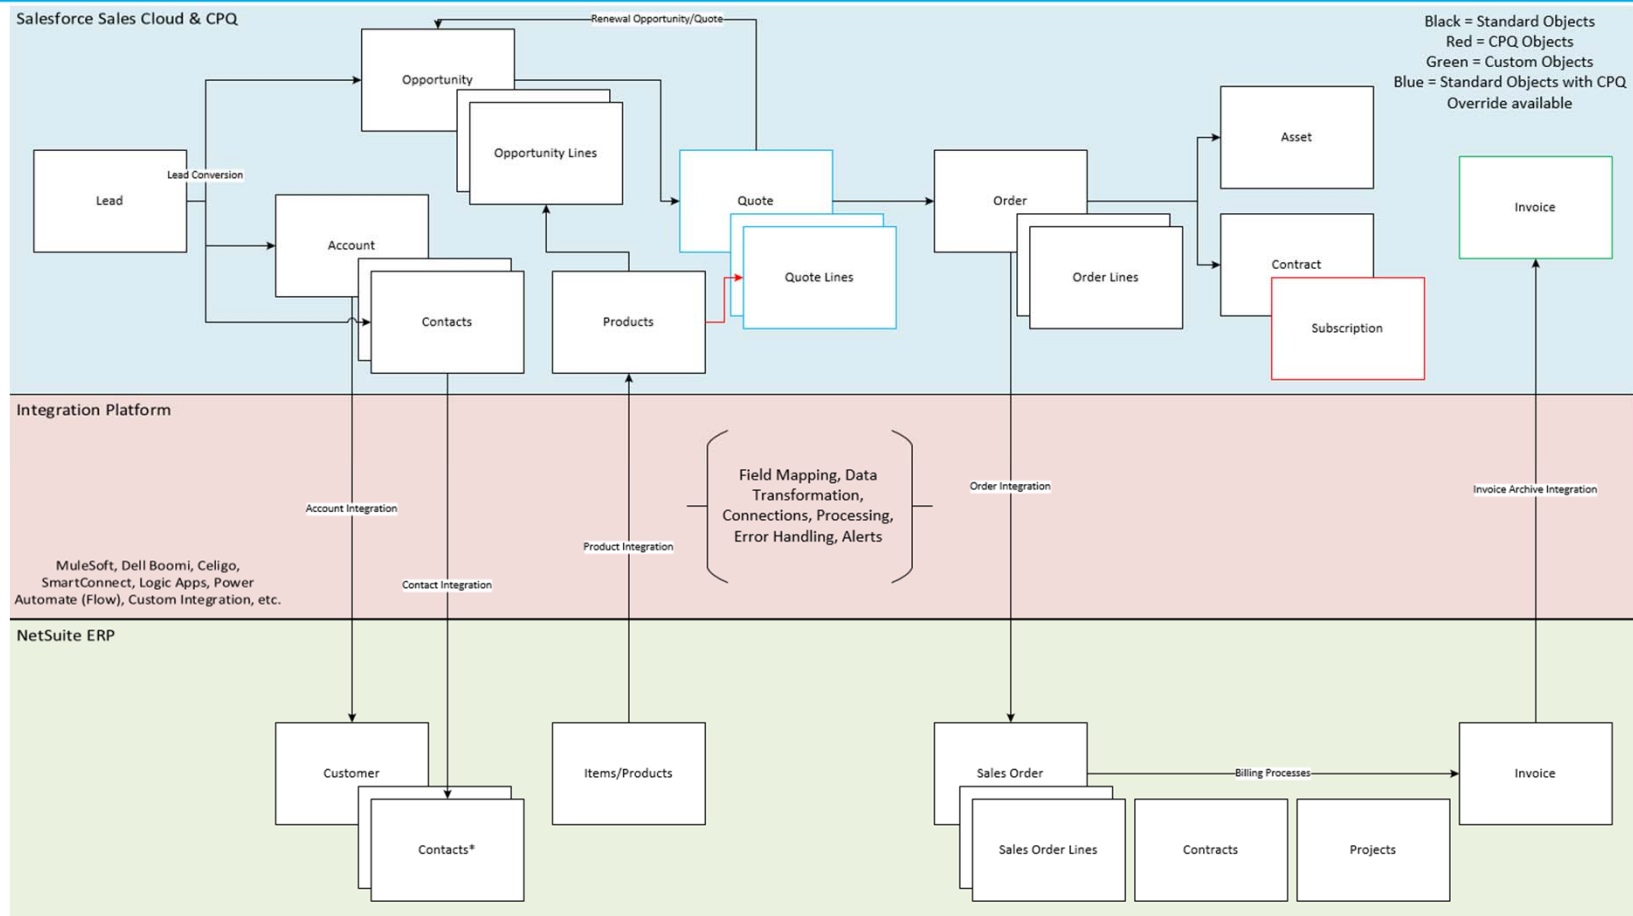 Salesforce Sales Cloud & CPQ
Renewal Opportunity/Quote
Black = Standard Objects
Red = CPQ Objects
Green = Custom Objects
Blue = Standard Objects with CPQ
Override available
Opportunity
Opportunity Lines
Asset
Lead Conversion
Lead
Quote
Order
Invoice
Account
Contract
Quote Lines
Order Lines
Contacts
Products
Subscription
Integration Platform
Field Mapping, Data
Transformation,
Connections, Processing,
Error Handling, Alerts
Order Integration
Invoice Archive Integration
Account Integration
Product Integration
MuleSoft, Dell Boomi, Celigo,
SmartConnect, Logic Apps, Power
Automate (Flow), Custom Integration, etc.
Contact Integration
NetSuite ERP
Customer
Items/Products
Sales Order
Billing Processes
Invoice
Contacts*
Sales Order Lines
Contracts
Projects